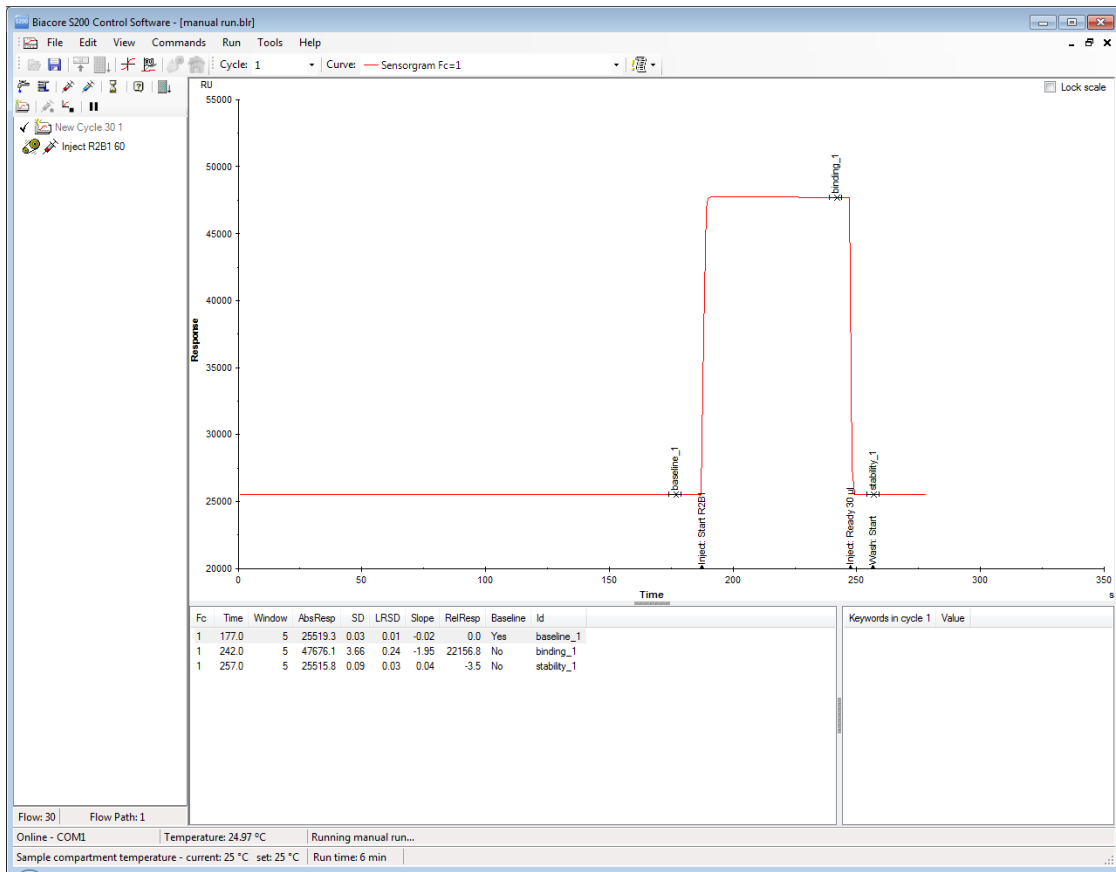 Biacore S200 Control Software - [manual run.blr]
File Edit View Commands Run Tools Help
Cycle: 1 Curve: Sensorgram Fc=1
New Cycle 30 1
Inject R2B1 60
RU
Lock scale
55000
50000
45000
40000
35000
30000
25000
20000
Response
baseline_1
Inject: Start R2B1
binding_1
Inject: Ready 30 µl
Wash: Start
stability_1
0 50 100 150 200 250 300 350
Time
s
Fc Time Window AbsResp SD LRSD Slope RelResp Baseline Id
1 177.0 5 25519.3 0.03 0.01 -0.02 0.0 Yes baseline_1
1 242.0 5 47676.1 3.66 0.24 -1.95 22156.8 No binding_1
1 257.0 5 25515.8 0.09 0.03 0.04 -3.5 No stability_1
Keywords in cycle 1 Value
Flow: 30 Flow Path: 1
Online - COM1 Temperature: 24.97 °C Running manual run...
Sample compartment temperature - current: 25 °C set: 25 °C Run time: 6 min